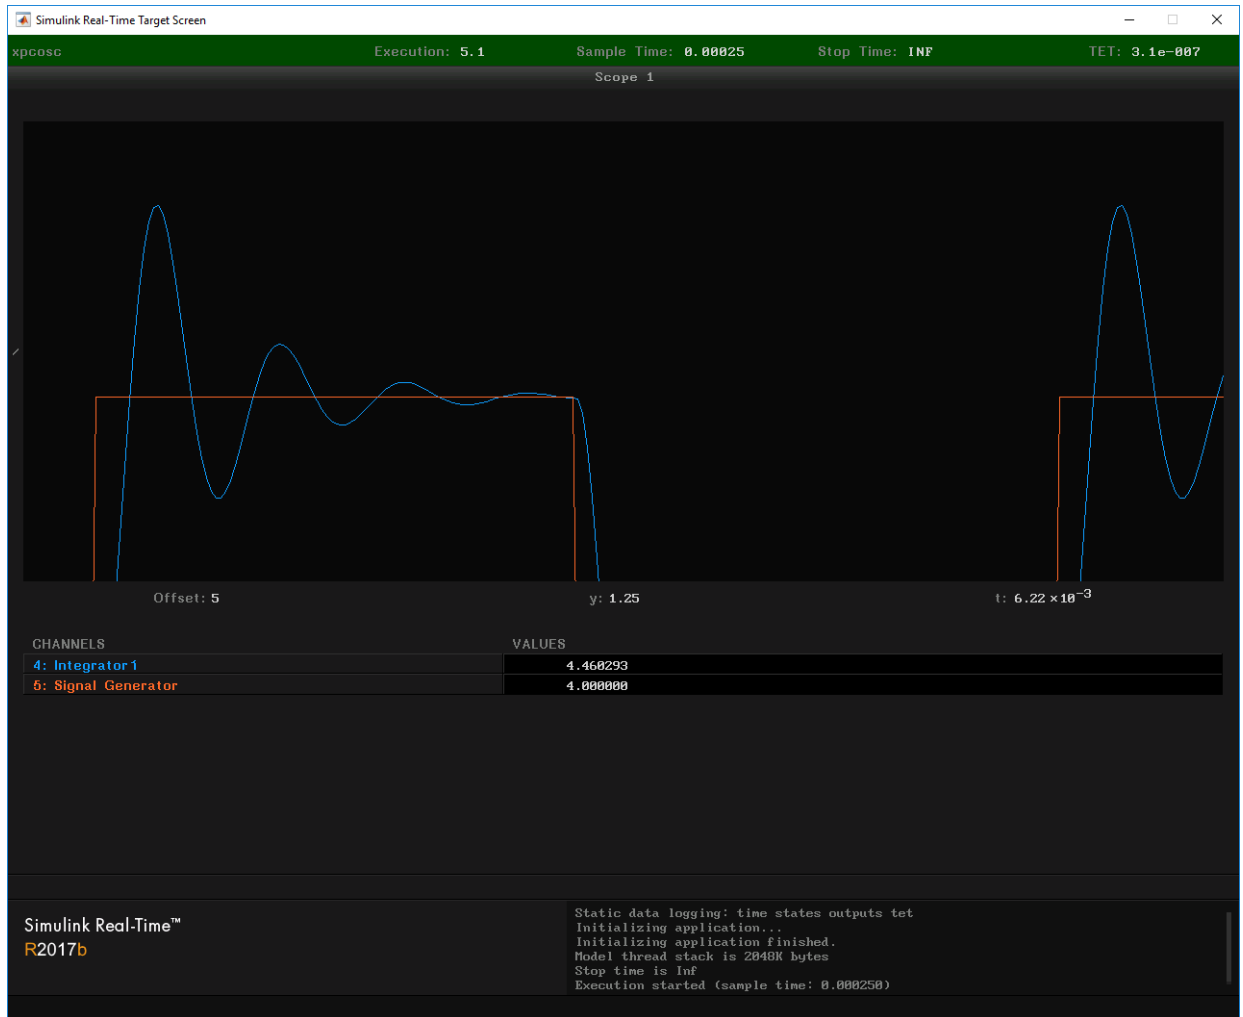 Simulink Real-Time Target Screen
xpcosc Execution: 5.1 Sample Time: 0.00025 Stop Time: INF TET: 3.1e-007
Scope 1
Offset: 5 y: 1.25 t: 6.22 ×10⁻³
CHANNELS VALUES
4: Integrator1 4.460293
5: Signal Generator 4.000000
Simulink Real-Time™
R2017b
Static data logging: time states outputs tet
Initializing application...
Initializing application finished.
Model thread stack is 2048K bytes
Stop time is Inf
Execution started (sample time: 0.000250)